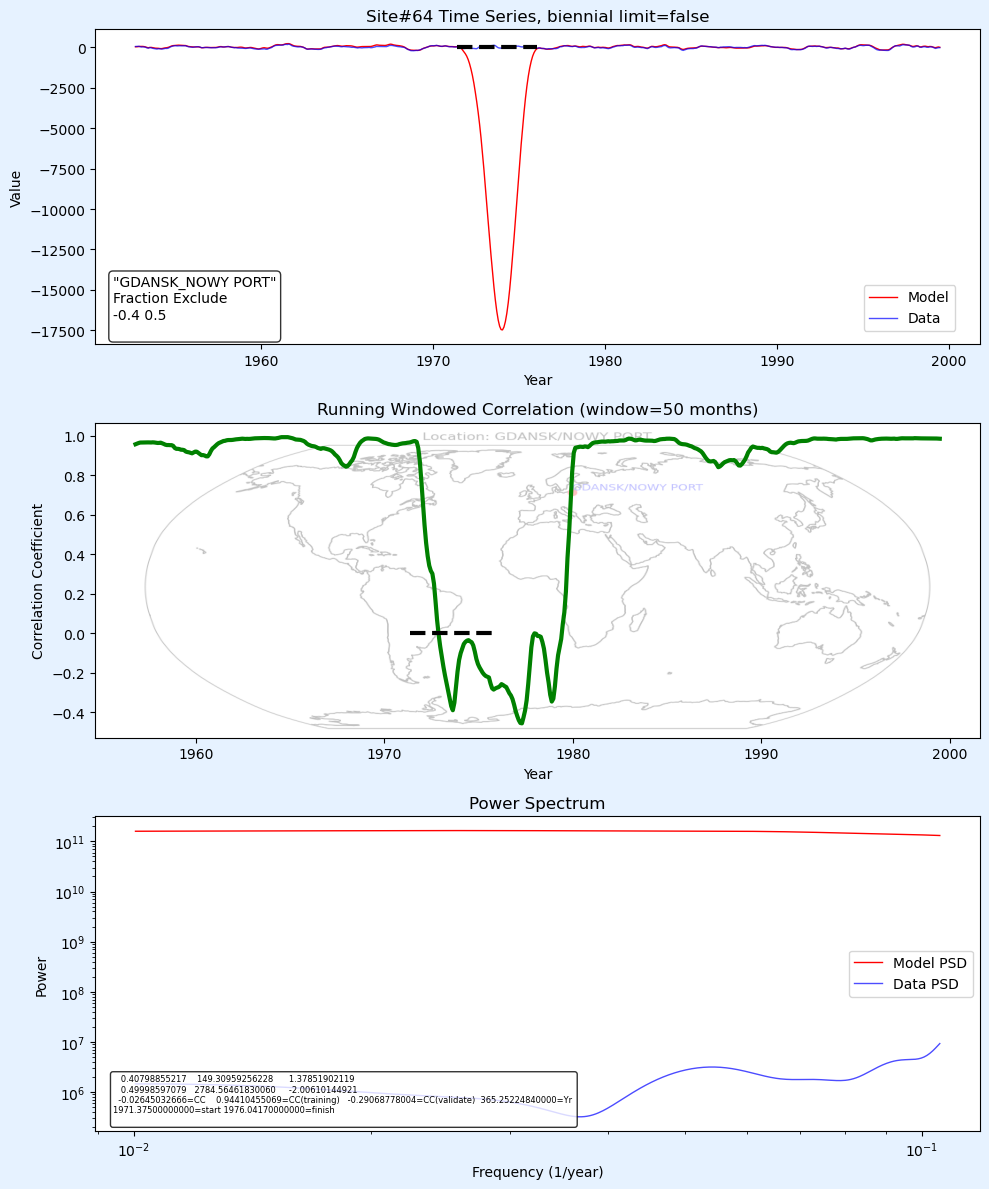 Site#64 Time Series, biennial limit=false
0
−2500
−5000
−7500
−10000
−12500
−15000
−17500
Value
"GDANSK_NOWY PORT"
Fraction Exclude
-0.4 0.5
Model
Data
1960 1970 1980 1990 2000
Year
Running Windowed Correlation (window=50 months)
Location: GDANSK/NOWY PORT
GDANSK/NOWY PORT
1.0
0.8
0.6
0.4
0.2
0.0
−0.2
−0.4
Correlation Coefficient
1960 1970 1980 1990 2000
Year
Power Spectrum
10¹¹
10¹⁰
10⁹
10⁸
10⁷
10⁶
Power
Model PSD
Data PSD
0.40798855217 149.30959256228 1.37851902119
0.49998597079 2784.56461830060 -2.00610144921
-0.02645032666=CC 0.94410455069=CC(training) -0.29068778004=CC(validate) 365.25224840000=Yr
1971.37500000000=start 1976.04170000000=finish
10⁻² 10⁻¹
Frequency (1/year)